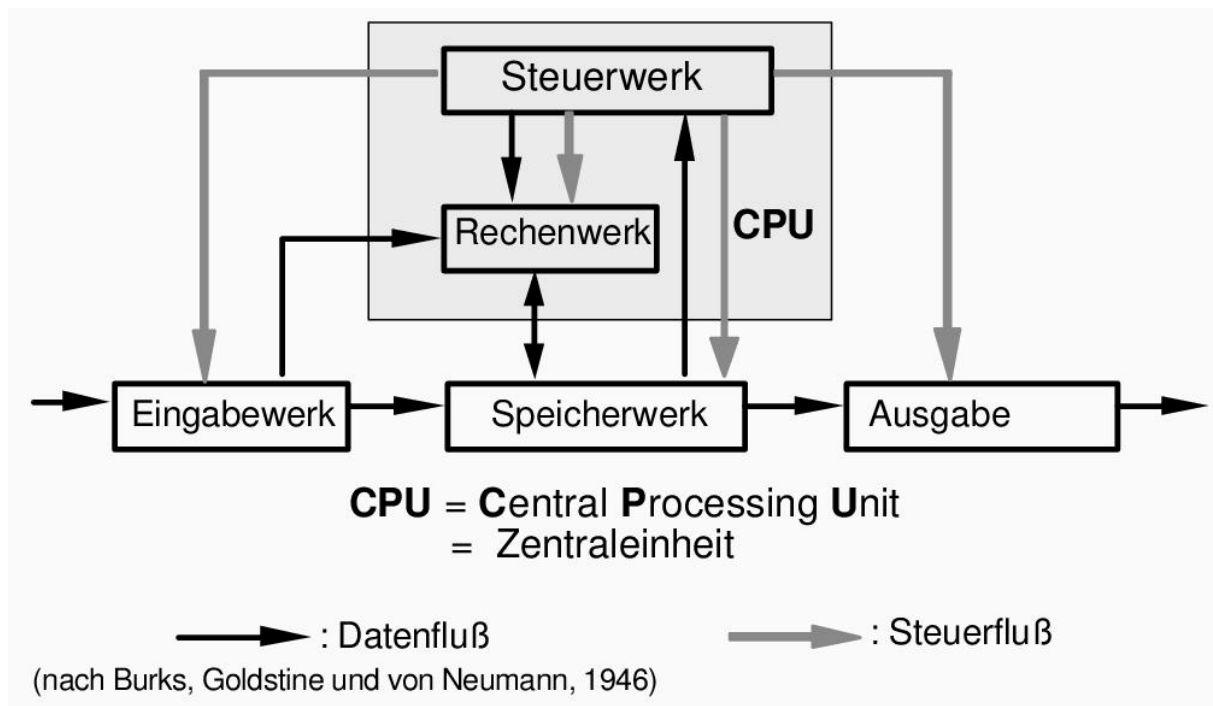 Steuerwerk
Rechenwerk
CPU
Eingabewerk
Speicherwerk
Ausgabe
CPU = Central Processing Unit
= Zentraleinheit
: Datenfluß
: Steuerfluß
(nach Burks, Goldstine und von Neumann, 1946)